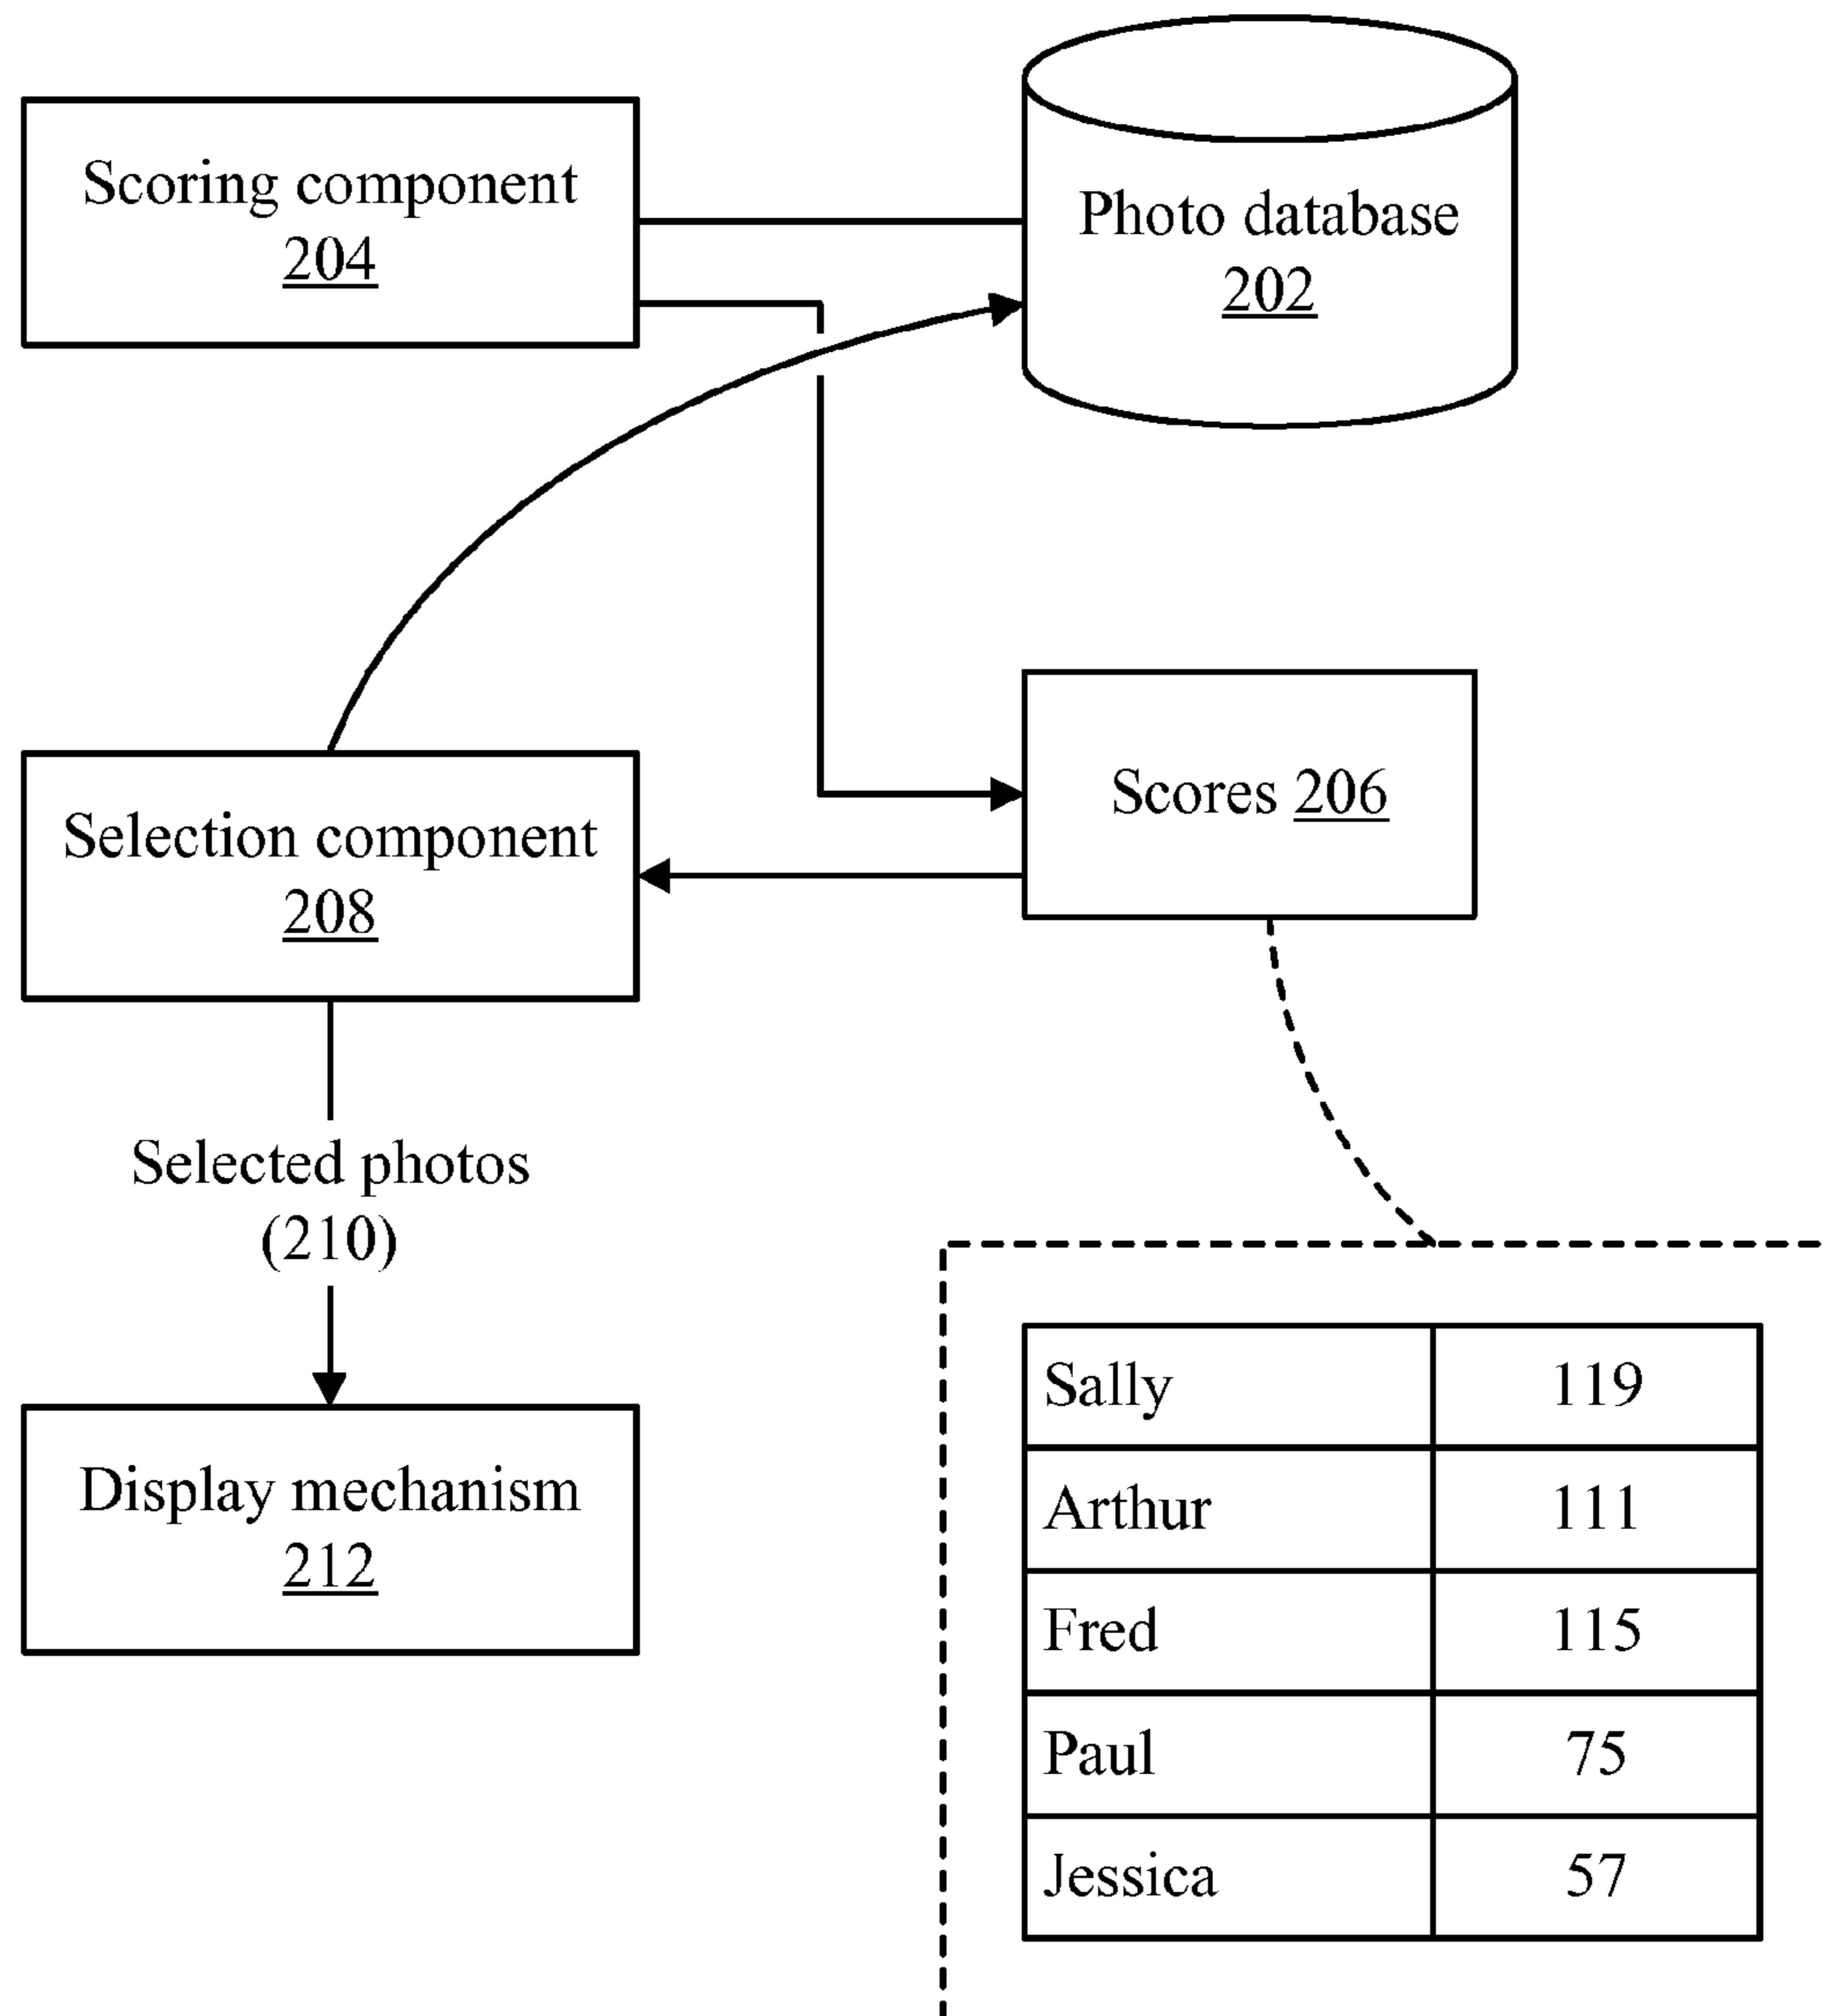 Scoring component
204
Photo database
202
Scores 206
Selection component
208
Selected photos
(210)
Display mechanism
212
Sally 119
Arthur 111
Fred 115
Paul 75
Jessica 57